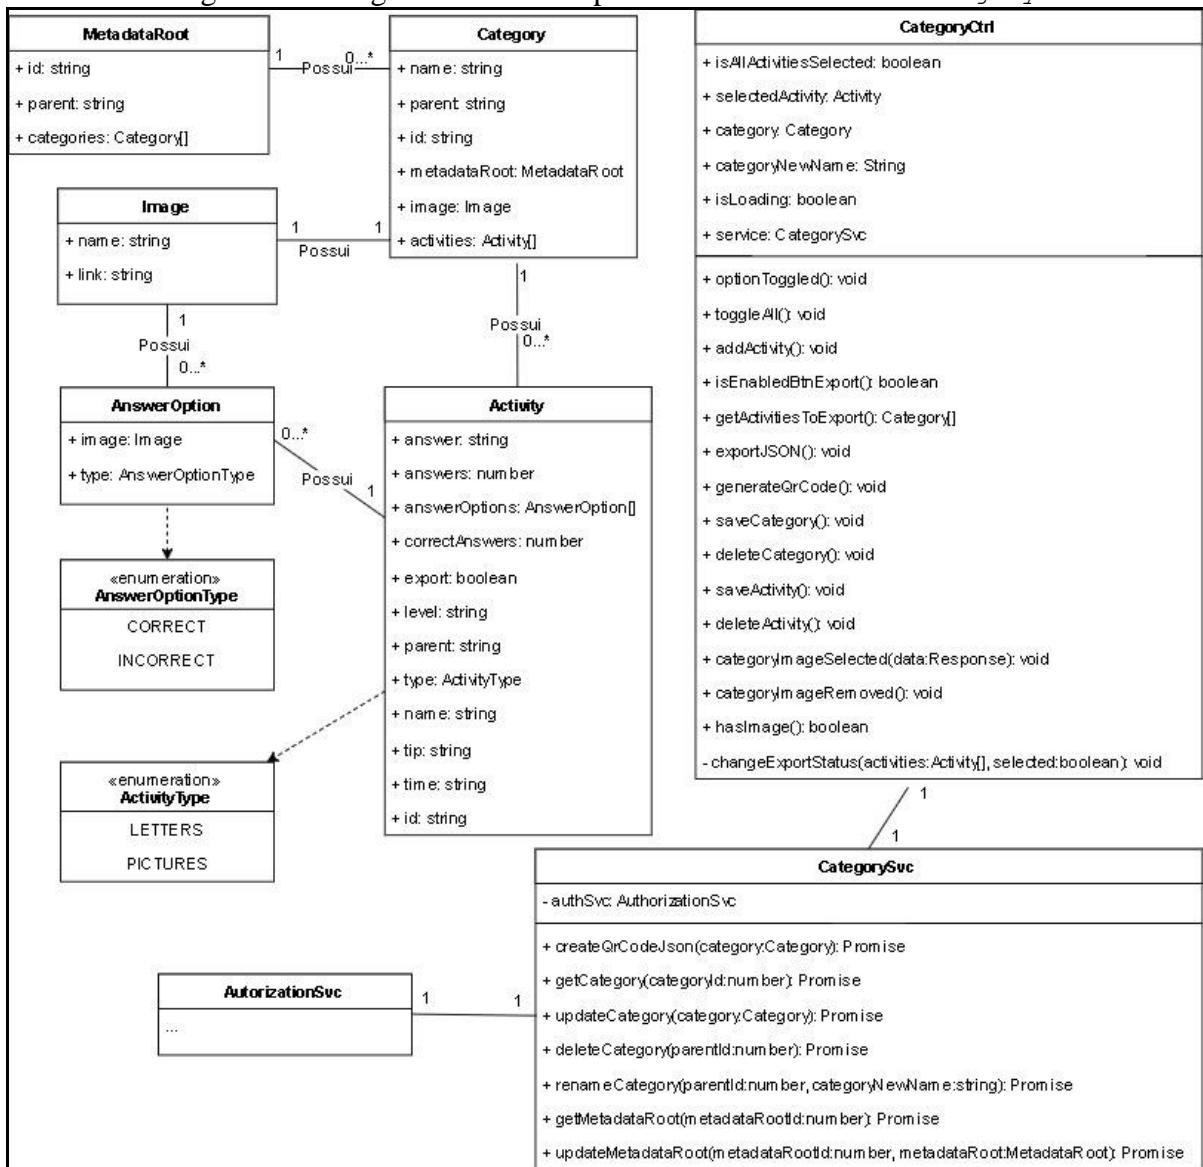 MetadataRoot
+ id: string
+ parent: string
+ categories: Category[]
1
Possui
0...*
Category
+ name: string
+ parent: string
+ id: string
+ metadataRoot: MetadataRoot
+ image: Image
+ activities: Activity[]
Image
+ name: string
+ link: string
1
Possui
1
1
Possui
0...*
1
Possui
0...*
AnswerOption
+ image: Image
+ type: AnswerOptionType
0...*
Possui
1
Activity
+ answer: string
+ answers: number
+ answerOptions: AnswerOption[]
+ correctAnswers: number
+ export: boolean
+ level: string
+ parent: string
+ type: ActivityType
+ name: string
+ tip: string
+ time: string
+ id: string
«enumeration»
AnswerOptionType
CORRECT
INCORRECT
«enumeration»
ActivityType
LETTERS
PICTURES
CategoryCtrl
+ isAllActivitiesSelected: boolean
+ selectedActivity: Activity
+ category: Category
+ categoryNewName: String
+ isLoading: boolean
+ service: CategorySvc
+ optionToggled(): void
+ toggleAll(): void
+ addActivity(): void
+ isEnabledBtnExport(): boolean
+ getActivitiesToExport(): Category[]
+ exportJSON(): void
+ generateQrCode(): void
+ saveCategory(): void
+ deleteCategory(): void
+ saveActivity(): void
+ deleteActivity(): void
+ categoryImageSelected(data:Response): void
+ categoryImageRemoved(): void
+ hasImage(): boolean
- changeExportStatus(activities:Activity[], selected:boolean): void
1
1
CategorySvc
- authSvc: AuthorizationSvc
+ createQrCodeJson(category:Category): Promise
+ getCategory(categoryId:number): Promise
+ updateCategory(category:Category): Promise
+ deleteCategory(parentId:number): Promise
+ renameCategory(parentId:number, categoryNewName:string): Promise
+ getMetadataRoot(metadataRootId:number): Promise
+ updateMetadataRoot(metadataRootId:number, metadataRoot:MetadataRoot): Promise
AutorizationSvc
...
1
1